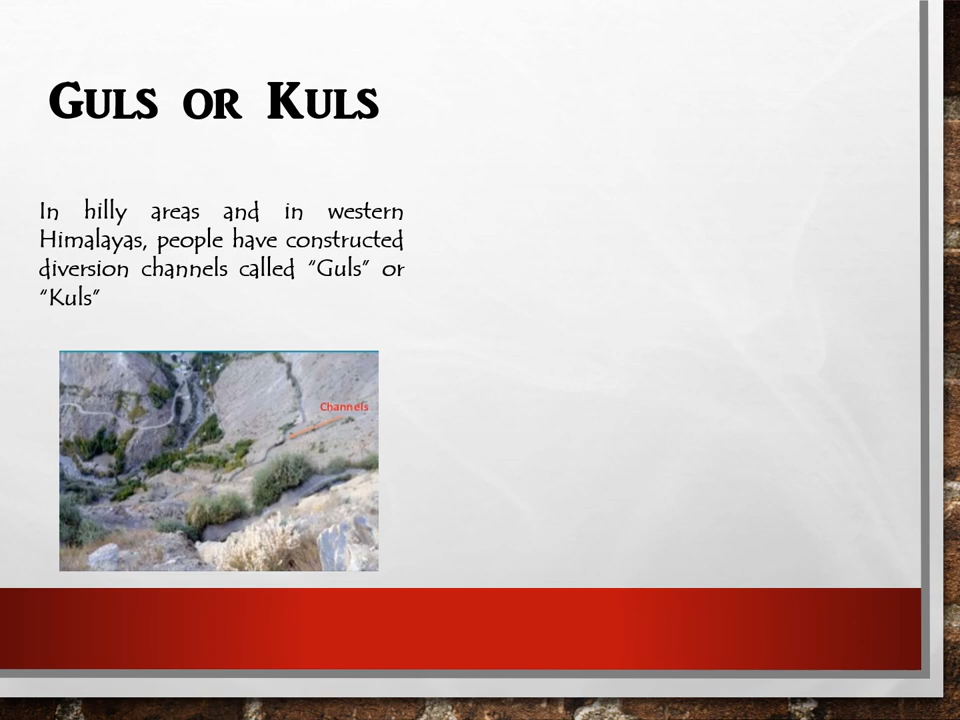 Guls or Kuls
In hilly areas and in western
Himalayas, people have constructed
diversion channels called “Guls” or
“Kuls”
Channels